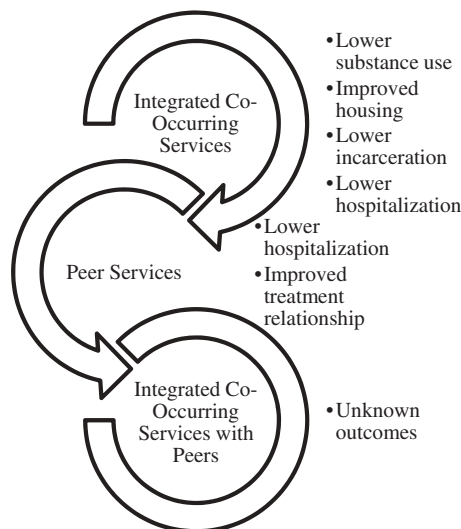 Integrated Co-
Occurring
Services
•Lower
substance use
•Improved
housing
•Lower
incarceration
•Lower
hospitalization
Peer Services
•Lower
hospitalization
•Improved
treatment
relationship
Integrated Co-
Occurring
Services with
Peers
•Unknown
outcomes